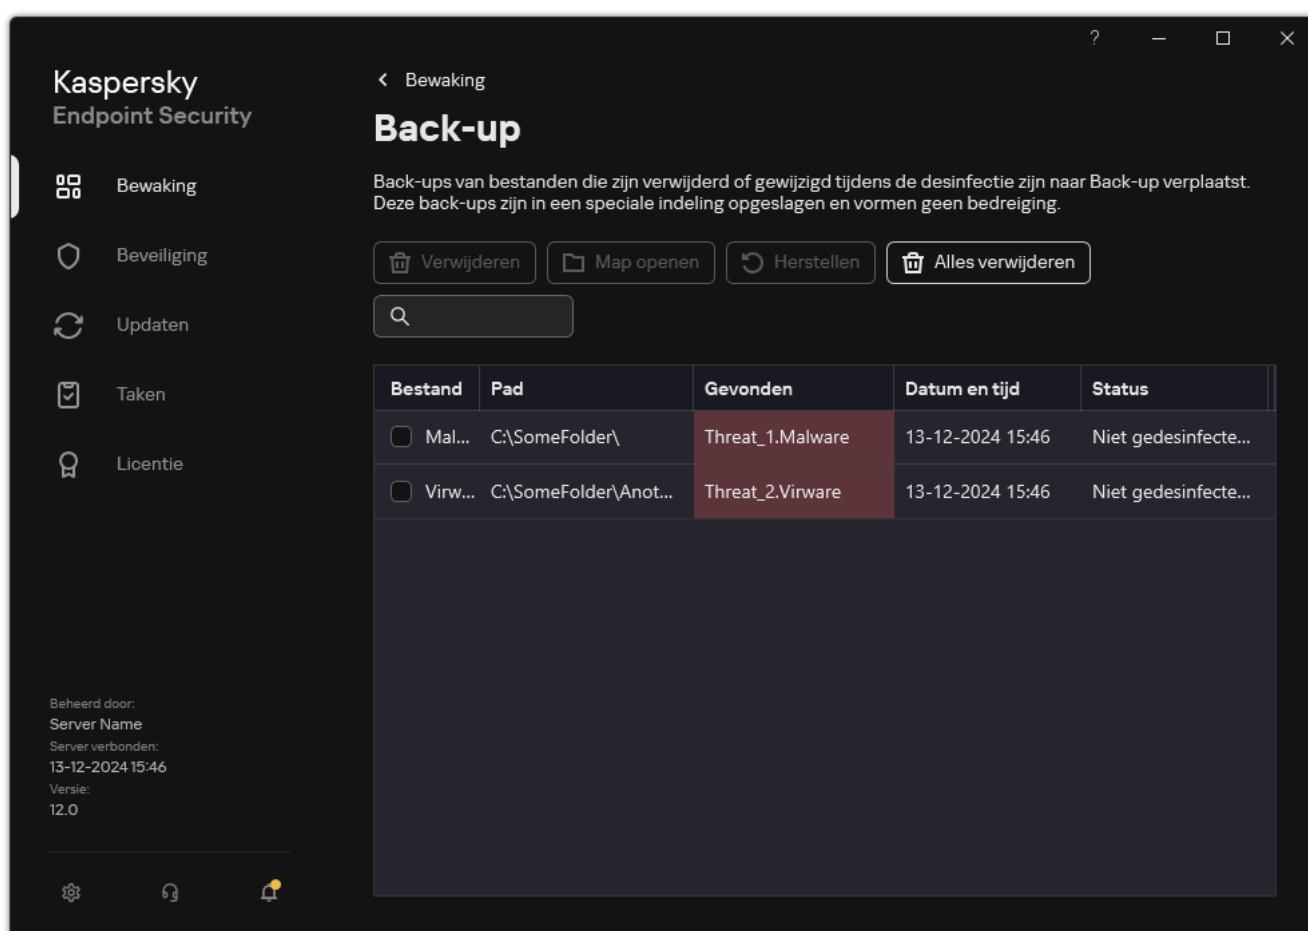 ?
Kaspersky
Endpoint Security
Bewaking
Beveiliging
Updaten
Taken
Licentie
Beheerd door:
Server Name
Server verbonden:
13-12-2024 15:46
Versie:
12.0
Bewaking
Back-up
Back-ups van bestanden die zijn verwijderd of gewijzigd tijdens de desinfectie zijn naar Back-up verplaatst.
Deze back-ups zijn in een speciale indeling opgeslagen en vormen geen bedreiging.
Verwijderen Map openen Herstellen Alles verwijderen
Bestand Pad Gevonden Datum en tijd Status
Mal... C:\SomeFolder\ Threat_1.Malware 13-12-2024 15:46 Niet gedesinfecte...
Virw... C:\SomeFolder\Anot... Threat_2.Virware 13-12-2024 15:46 Niet gedesinfecte...